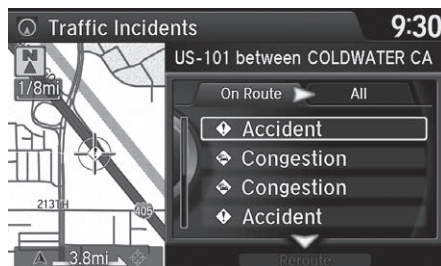 Traffic Incidents
9:30
N
US-101 between COLDWATER CA
1/8mi
On Route
All
Accident
Congestion
Congestion
Accident
213TH
405
3.8mi
Reroute